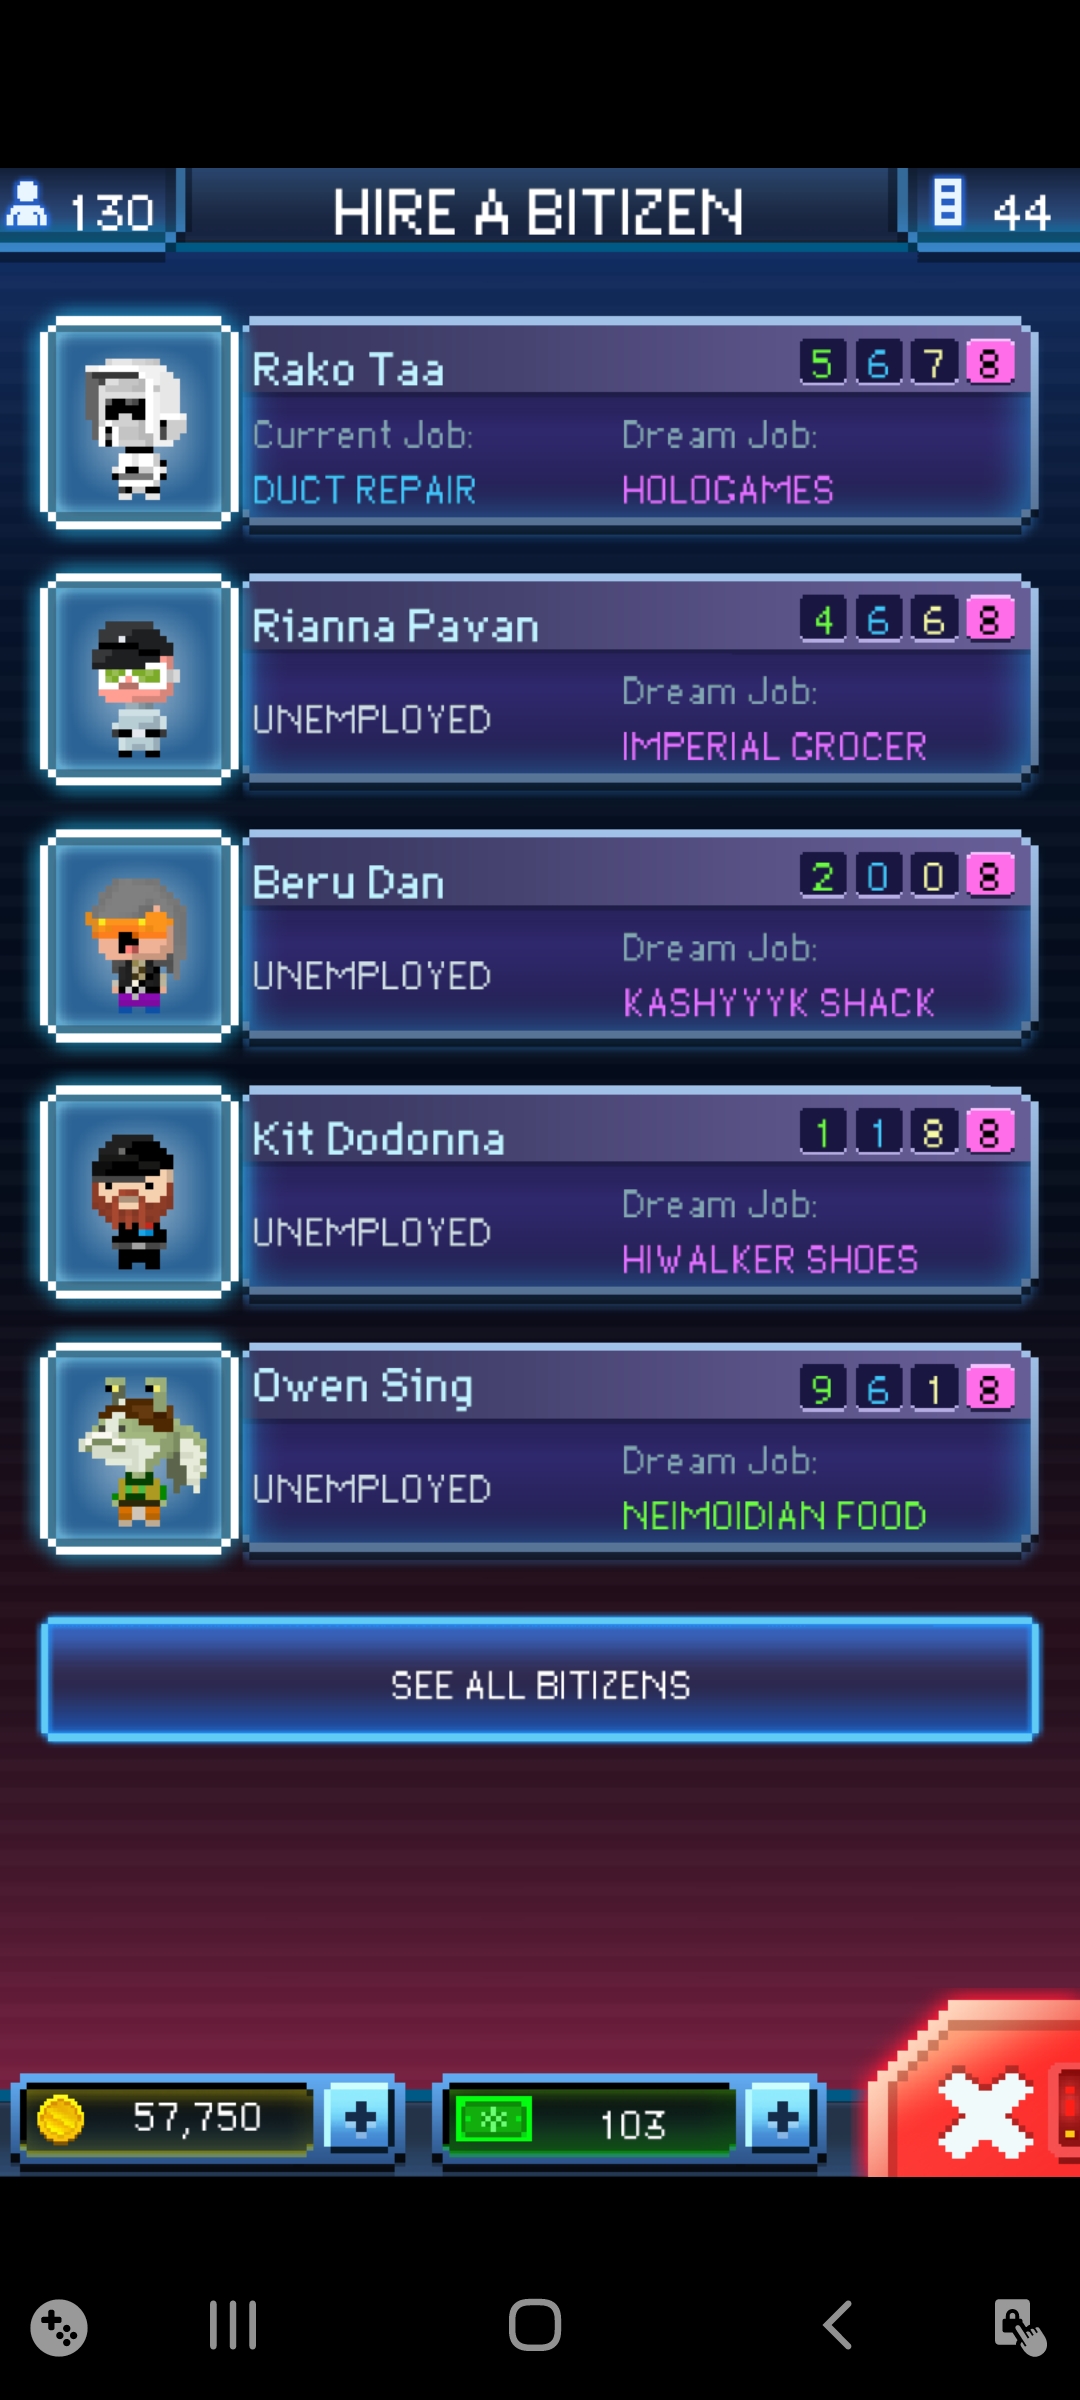 130 HIRE A BITIZEN 44
Rako Taa 5 6 7 8
Current Job: Dream Job:
DUCT REPAIR HOLOGAMES
Rianna Pavan 4 6 6 8
Dream Job:
UNEMPLOYED
IMPERIAL GROCER
Beru Dan 2 0 0 8
Dream Job:
UNEMPLOYED
KASHYYYK SHACK
Kit Dodonna 1 1 8 8
Dream Job:
UNEMPLOYED
HIWALKER SHOES
Owen Sing 9 6 1 8
Dream Job:
UNEMPLOYED
NEIMOIDIAN FOOD
SEE ALL BITIZENS
57,750 + 103 +